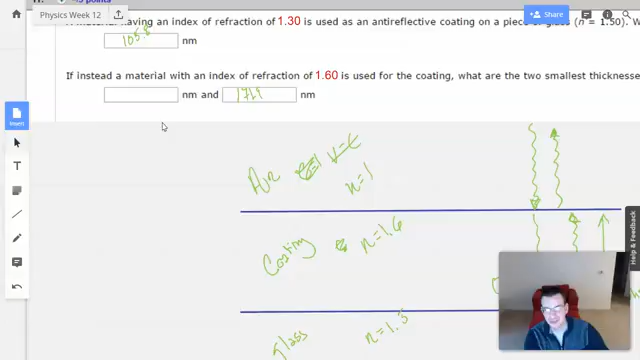 Physics Week 12
Share
A material having an index of refraction of 1.30 is used as an antireflective coating on a piece of glass (n = 1.50). W
105.8 nm
If instead a material with an index of refraction of 1.60 is used for the coating, what are the two smallest thicknesse
nm and 171.9 nm
Insert
Air
V=C
n=1
Coating
n=1.6
Glass
n=1.5
Help & Feedback